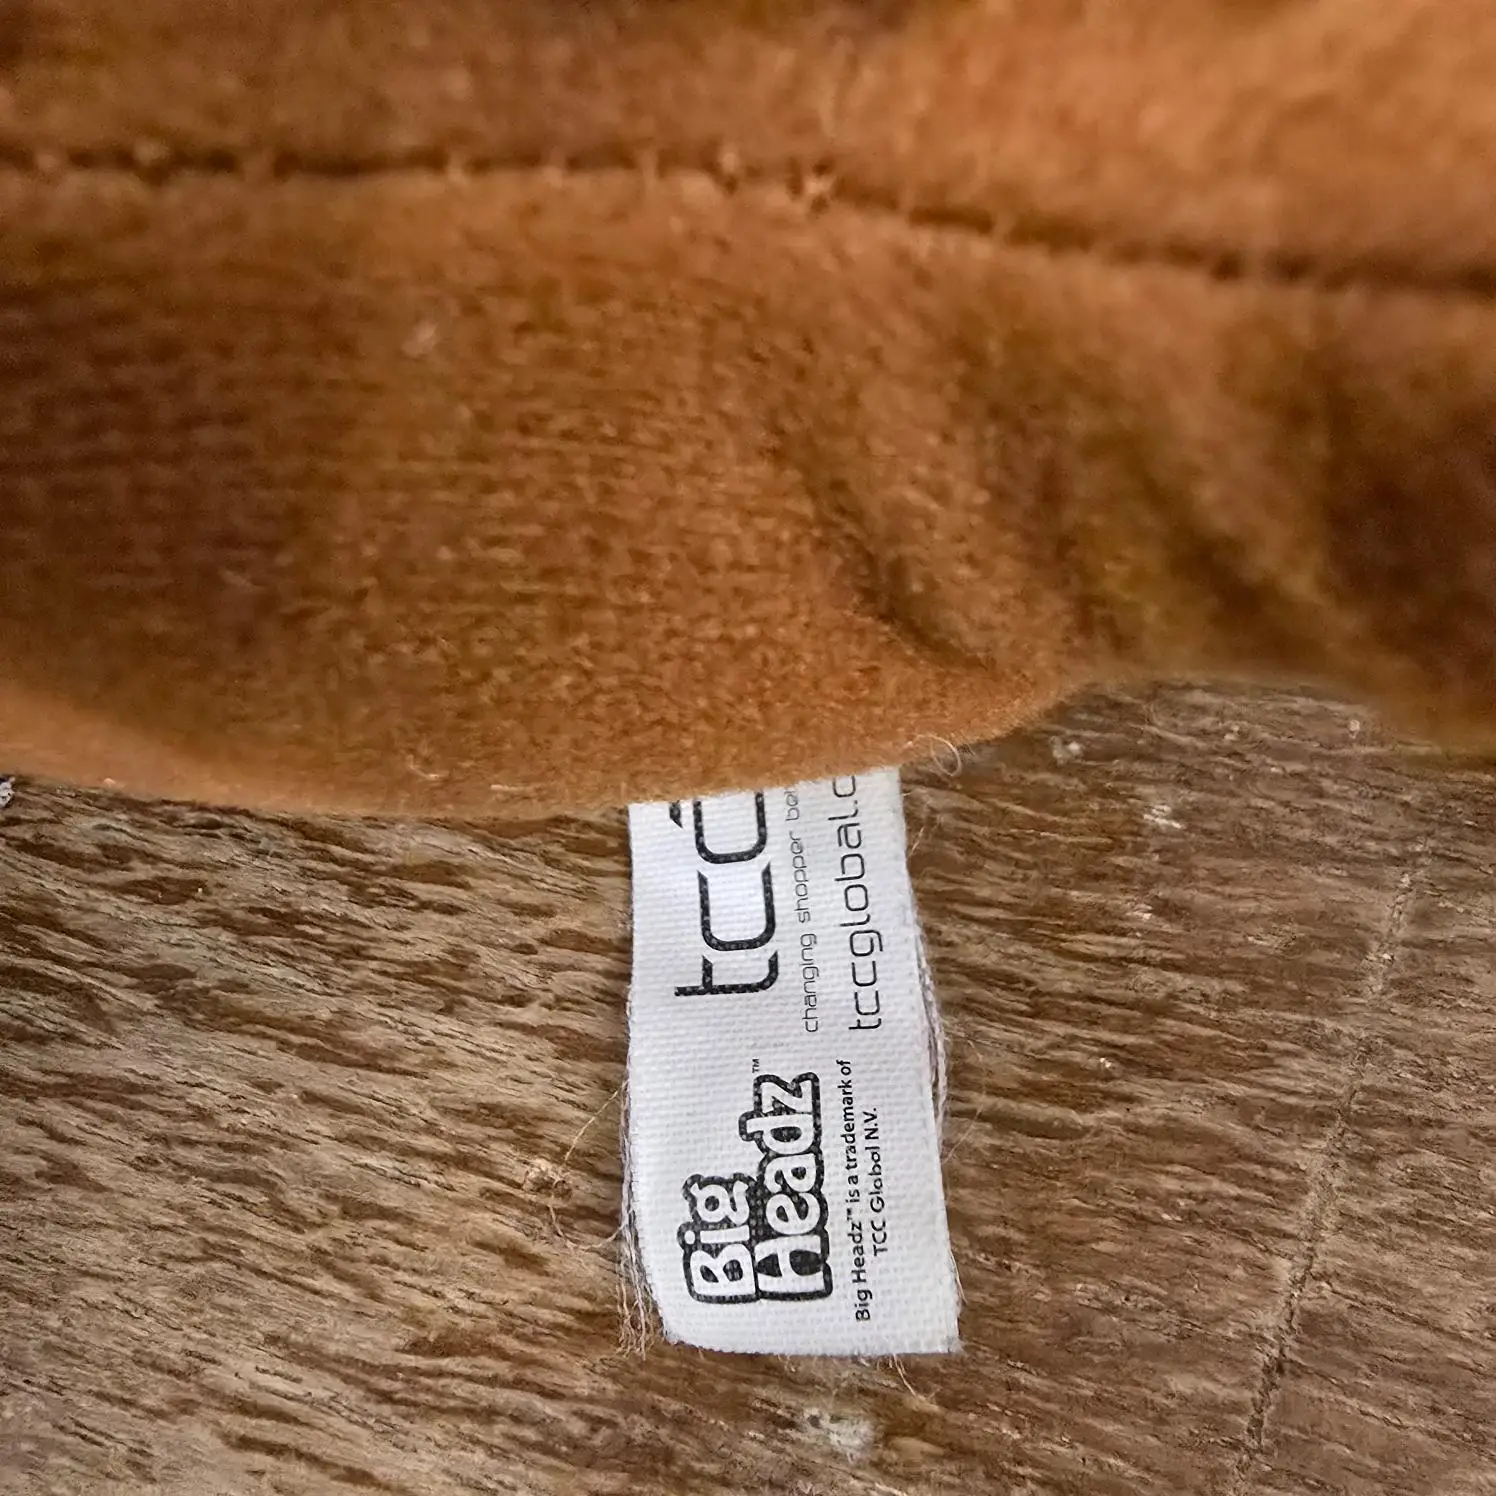 tcc
changing shopper
tccglobal.c
Big
Headz™
Big Headz™ is a trademark of
TCC Global N.V.